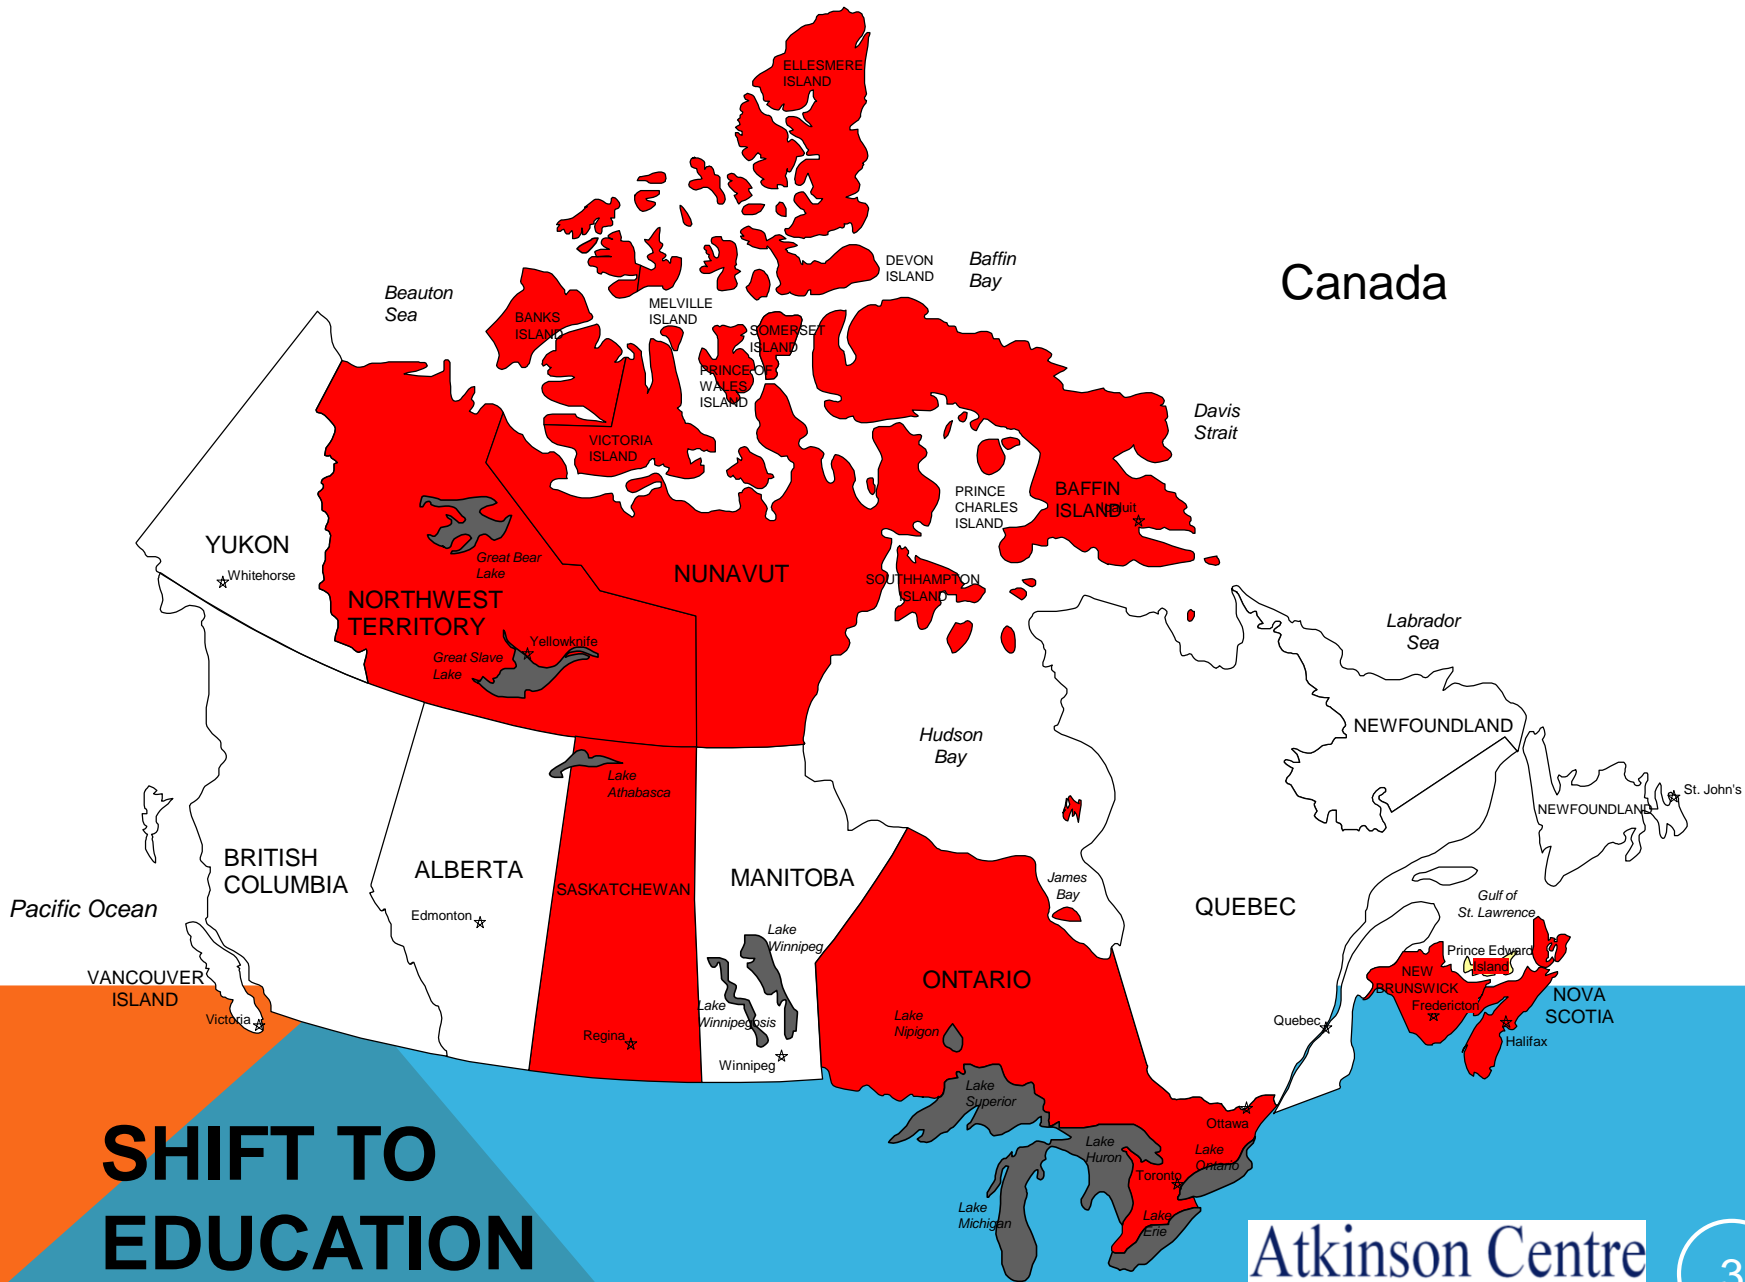 ELLESMERE
ISLAND
DEVON
ISLAND
Baffin
Bay
Canada
Beauton
Sea
MELVILLE
ISLAND
BANKS
ISLAND
SOMERSET
ISLAND
PRINCE OF
WALES
ISLAND
Davis
Strait
VICTORIA
ISLAND
PRINCE
CHARLES
ISLAND
BAFFIN
ISLAND
Iqaluit
YUKON
Whitehorse
Great Bear
Lake
NUNAVUT
SOUTHHAMPTON
ISLAND
NORTHWEST
TERRITORY
Yellowknife
Great Slave
Lake
Labrador
Sea
Hudson
Bay
NEWFOUNDLAND
Lake
Athabasca
St. John's
NEWFOUNDLAND
BRITISH
COLUMBIA
ALBERTA
SASKATCHEWAN
MANITOBA
James
Bay
QUEBEC
Gulf of
St. Lawrence
Pacific Ocean
Edmonton
Lake
Winnipeg
Prince Edward
Island
VANCOUVER
ISLAND
ONTARIO
NEW
BRUNSWICK
Fredericton
NOVA
SCOTIA
Victoria
Lake
Winnipegosis
Lake
Nipigon
Quebec
Regina
Halifax
Winnipeg
Lake
Superior
Ottawa
Lake
Huron
Lake
Ontario
Toronto
Lake
Michigan
Lake
Erie
SHIFT TO
EDUCATION
Atkinson Centre
3